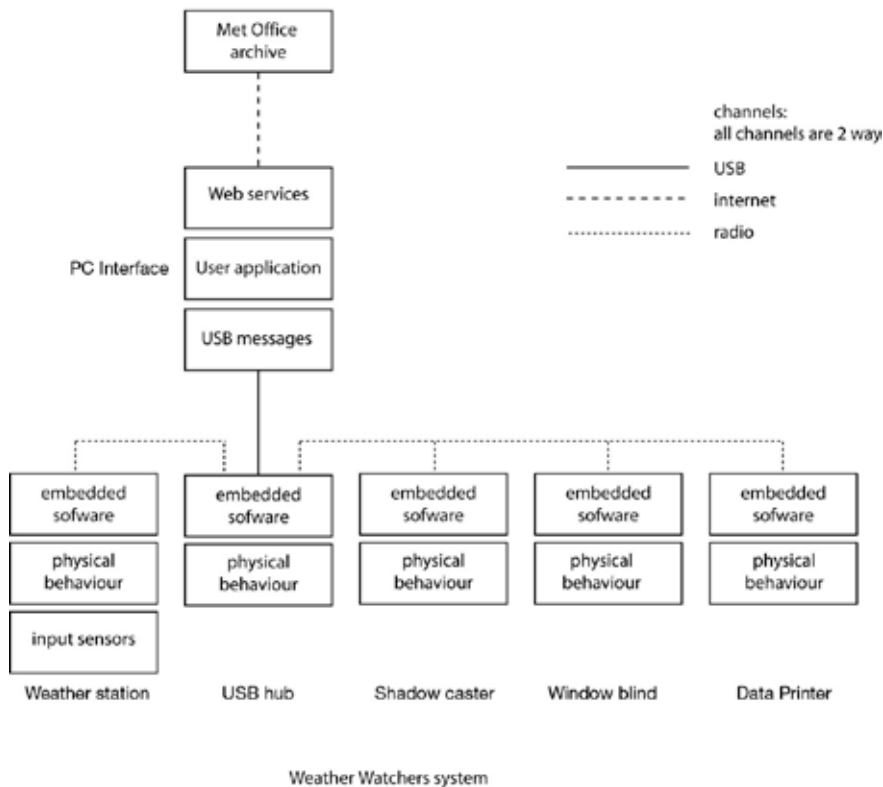 Met Office
archive
channels:
all channels are 2 way
USB
internet
radio
Web services
PC Interface
User application
USB messages
embedded
sofware
embedded
sofware
embedded
sofware
embedded
sofware
embedded
sofware
physical
behaviour
physical
behaviour
physical
behaviour
physical
behaviour
physical
behaviour
input sensors
Weather station
USB hub
Shadow caster
Window blind
Data Printer
Weather Watchers system